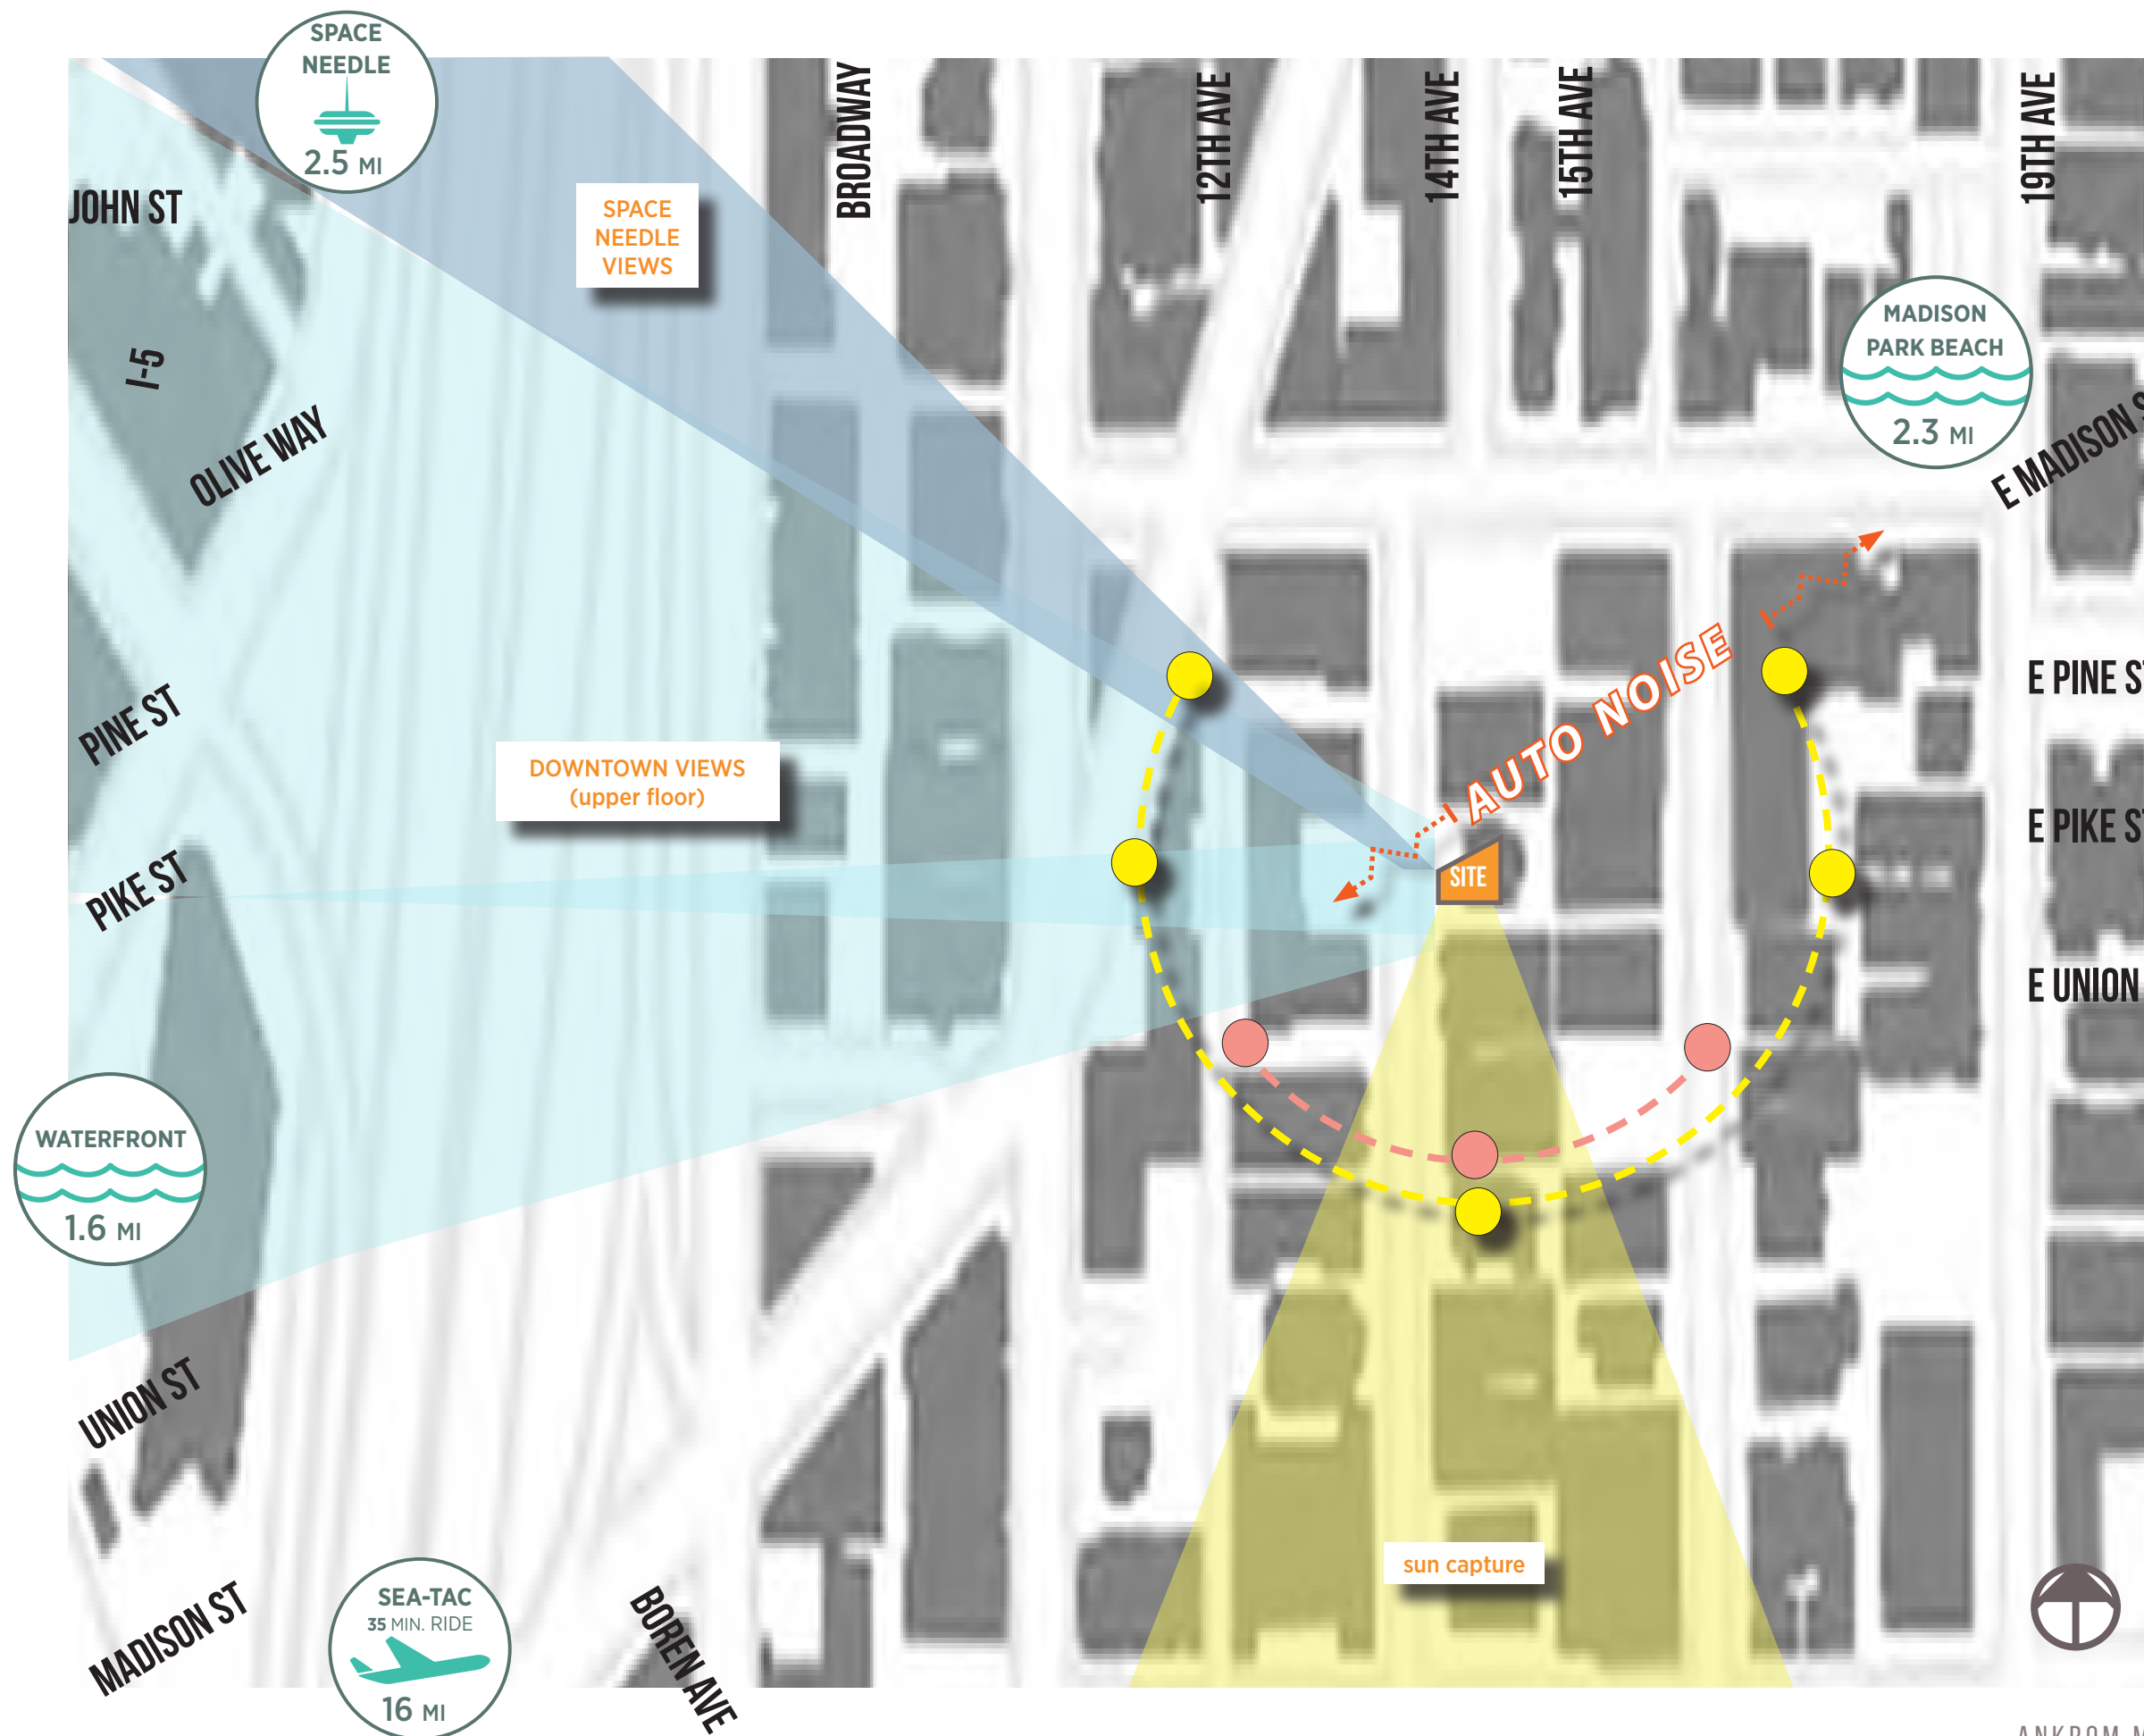 SPACE
NEEDLE
2.5 MI
BROADWAY
12TH AVE
14TH AVE
15TH AVE
19TH AVE
JOHN ST
SPACE
NEEDLE
VIEWS
I-5
OLIVE WAY
MADISON
PARK BEACH
2.3 MI
E MADISON S
PINE ST
AUTO NOISE
E PINE ST
DOWNTOWN VIEWS
(upper floor)
PIKE ST
SITE
E PIKE ST
E UNION
WATERFRONT
1.6 MI
UNION ST
sun capture
MADISON ST
SEA-TAC
35 MIN. RIDE
16 MI
BOREN AVE
ANKROM M